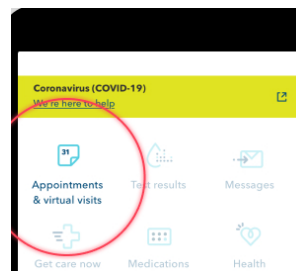 Coronavirus (COVID-19)
We're here to help
31
Appointments
& virtual visits
Test results
Messages
Get care now
Medications
Health